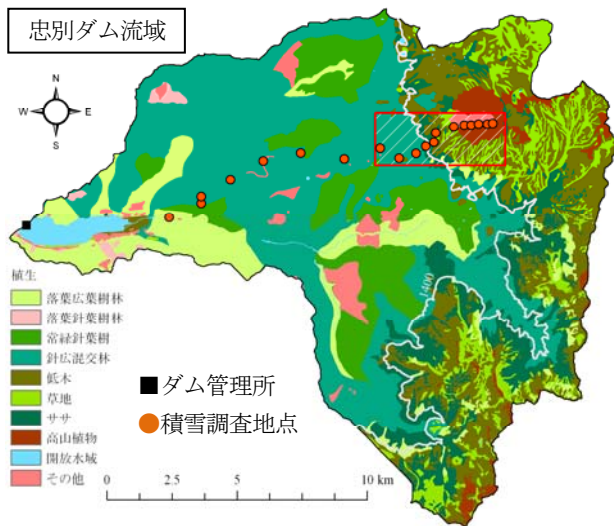 忠別ダム流域
N
W E
S
1400
植生
落葉広葉樹林
落葉針葉樹林
常緑針葉樹
針広混交林
低木
草地
ササ
高山植物
開放水域
その他
■ダム管理所
●積雪調査地点
0 2.5 5 10 km